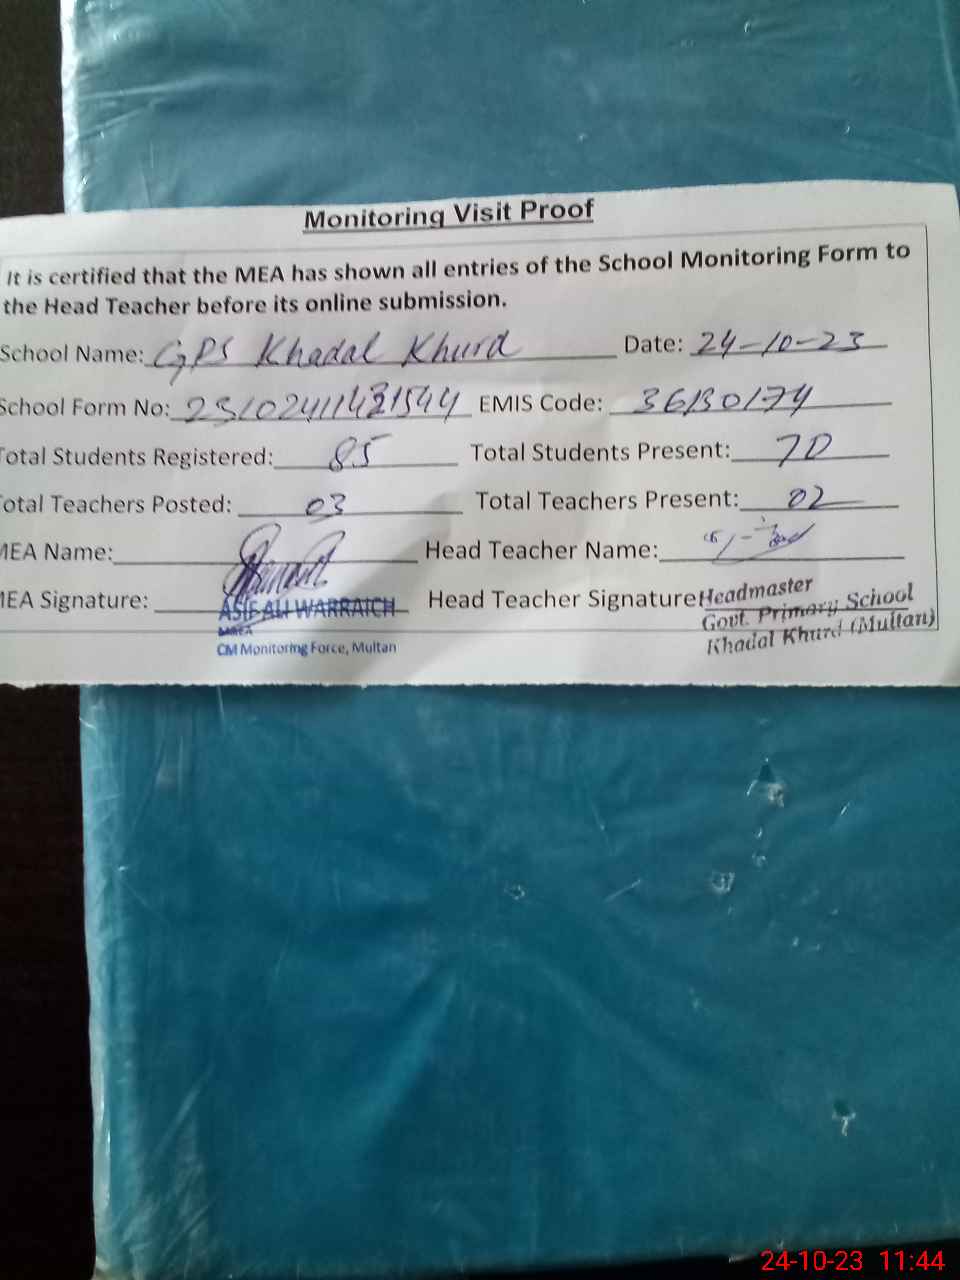 Monitoring Visit Proof
It is certified that the MEA has shown all entries of the School Monitoring Form to
the Head Teacher before its online submission.
School Name: GPS Khadal Khurd Date: 24-10-23
School Form No: EMIS Code: 36130174
Total Students Registered: 85 Total Students Present: 70
Total Teachers Posted: 03 Total Teachers Present: 02
MEA Name: Head Teacher Name:
MEA Signature: Head Teacher Signature
ASIF ALI WARRAICH
MEA
CM Monitoring Force, Multan
Headmaster
Govt. Primary School
Khadal Khurd (Multan)
24-10-23 11:44